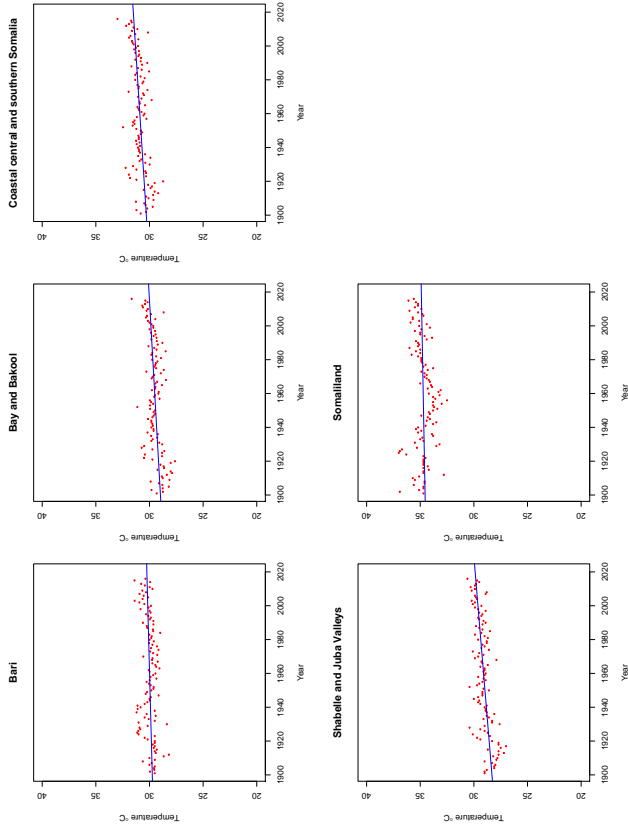 Bari
Temperature °C
40
35
30
25
20
1900 1920 1940 1960 1980 2000 2020
Year
Bay and Bakool
Temperature °C
40
35
30
25
20
1900 1920 1940 1960 1980 2000 2020
Year
Coastal central and southern Somalia
Temperature °C
40
35
30
25
20
1900 1920 1940 1960 1980 2000 2020
Year
Shabelle and Juba Valleys
Temperature °C
40
35
30
25
20
1900 1920 1940 1960 1980 2000 2020
Year
Somaliland
Temperature °C
40
35
30
25
20
1900 1920 1940 1960 1980 2000 2020
Year